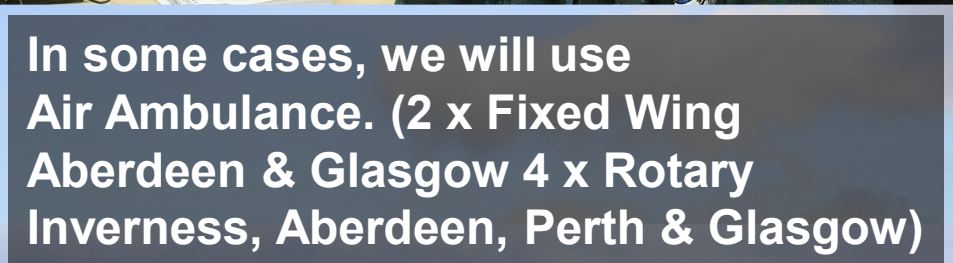 In some cases, we will use
Air Ambulance. (2 x Fixed Wing
Aberdeen & Glasgow 4 x Rotary
Inverness, Aberdeen, Perth & Glasgow)